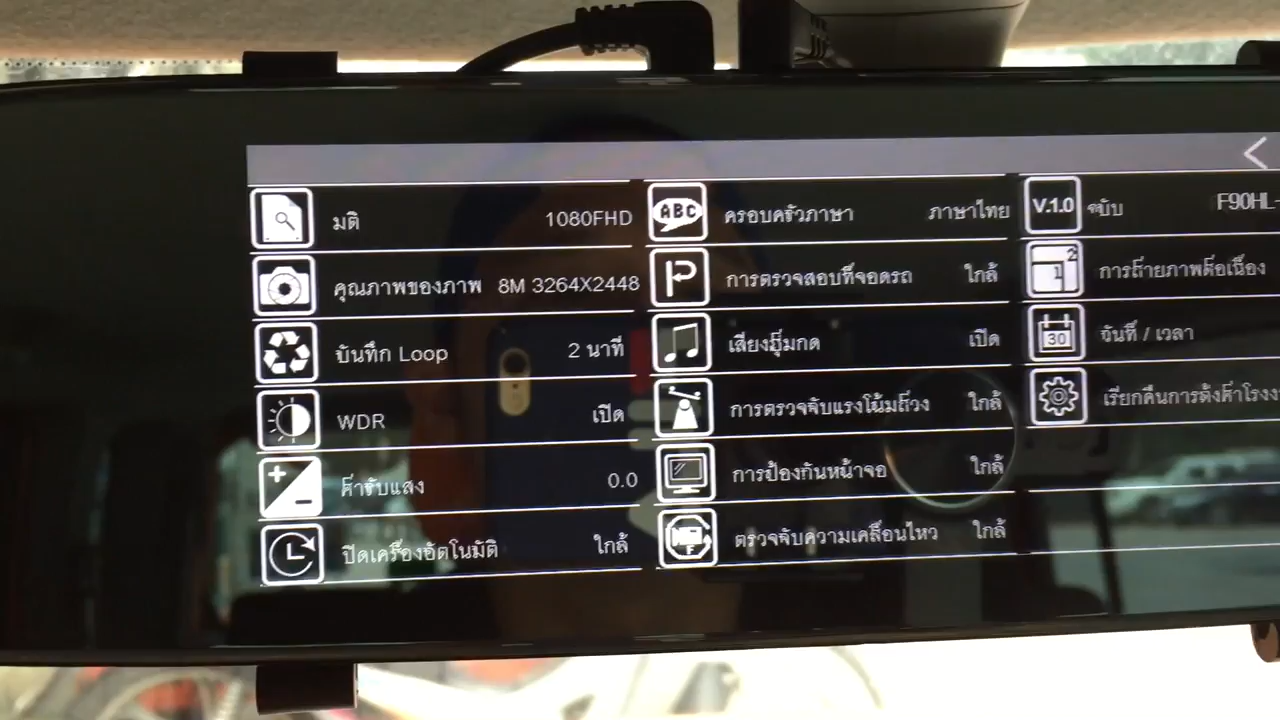 มติ 1080FHD
คุณภาพของภาพ 8M 3264X2448
บันทึก Loop 2 นาที
WDR เปิด
ค่ารับแสง 0.0
ปิดเครื่องอัตโนมัติ ใกล้
ABC ครอบครัวภาษา ภาษาไทย
การตรวจสอบที่จอดรถ ใกล้
เสียงปุ่มกด เปิด
การตรวจจับแรงโน้มถ่วง ใกล้
การป้องกันหน้าจอ ใกล้
ตรวจจับความเคลื่อนไหว ใกล้
V.1.0 F90HL-
1 2 การถ่ายภาพต่อเนื่อง
30 วันที่ / เวลา
เรียกคืนการตั้งค่าโรงง